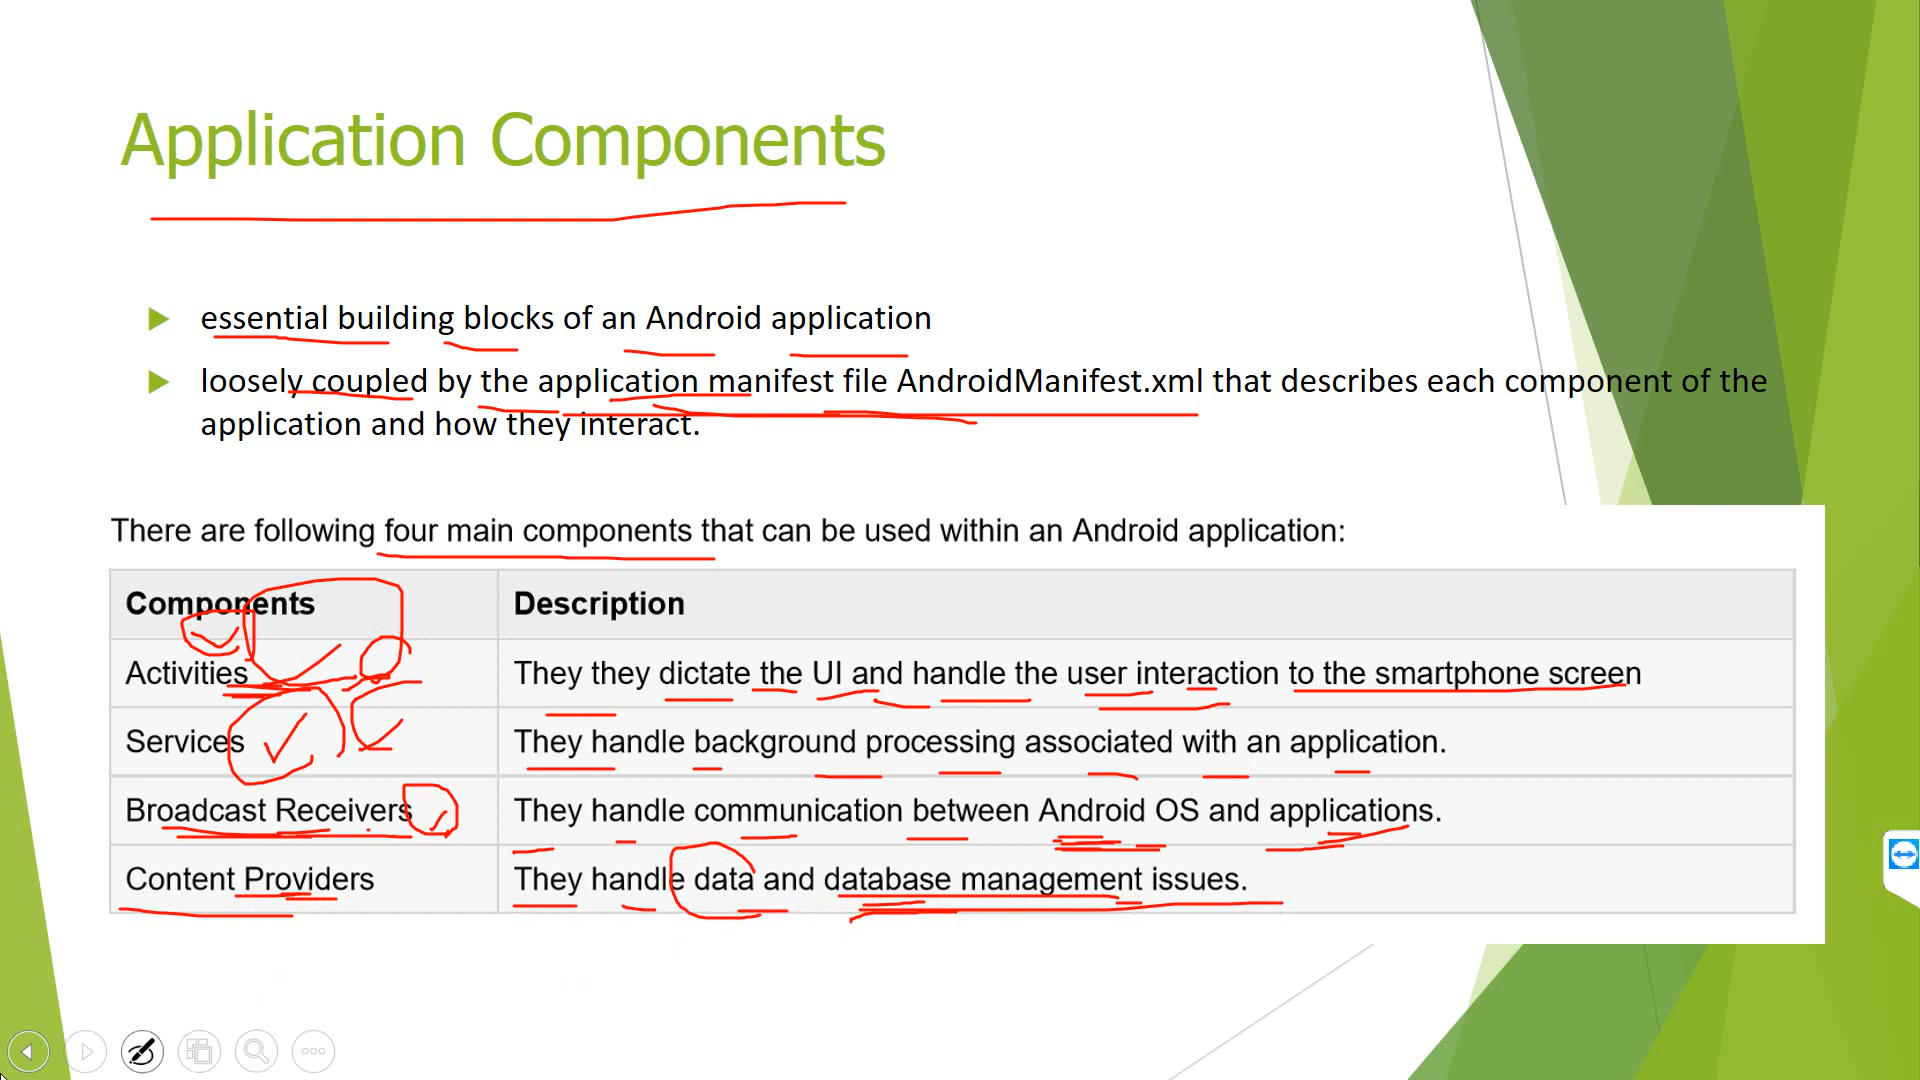 Application Components
essential building blocks of an Android application
loosely coupled by the application manifest file AndroidManifest.xml that describes each component of the
application and how they interact.
There are following four main components that can be used within an Android application:
Components Description
Activities They they dictate the UI and handle the user interaction to the smartphone screen
Services They handle background processing associated with an application.
Broadcast Receivers They handle communication between Android OS and applications.
Content Providers They handle data and database management issues.